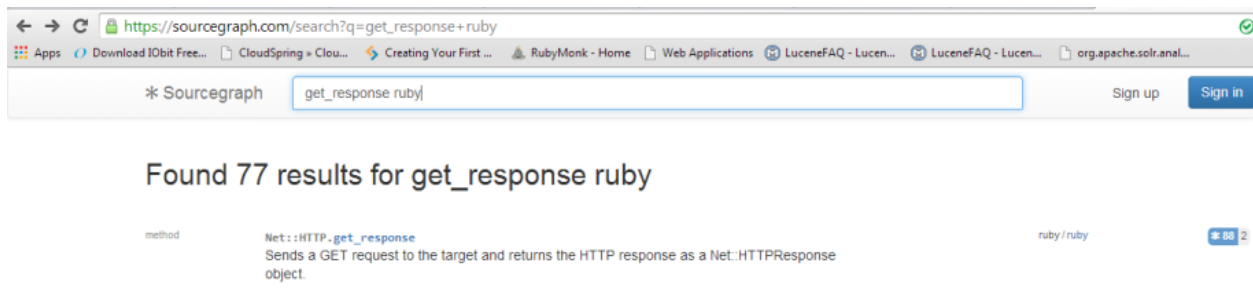 https://sourcegraph.com/search?q=get_response+ruby
Apps Download IObit Free... CloudSpring » Clou... Creating Your First ... RubyMonk - Home Web Applications LuceneFAQ - Lucen... LuceneFAQ - Lucen... org.apache.solr.anal...
Sourcegraph get_response ruby Sign up Sign in
Found 77 results for get_response ruby
method Net::HTTP.get_response ruby/ruby 88 2
Sends a GET request to the target and returns the HTTP response as a Net::HTTPResponse
object.